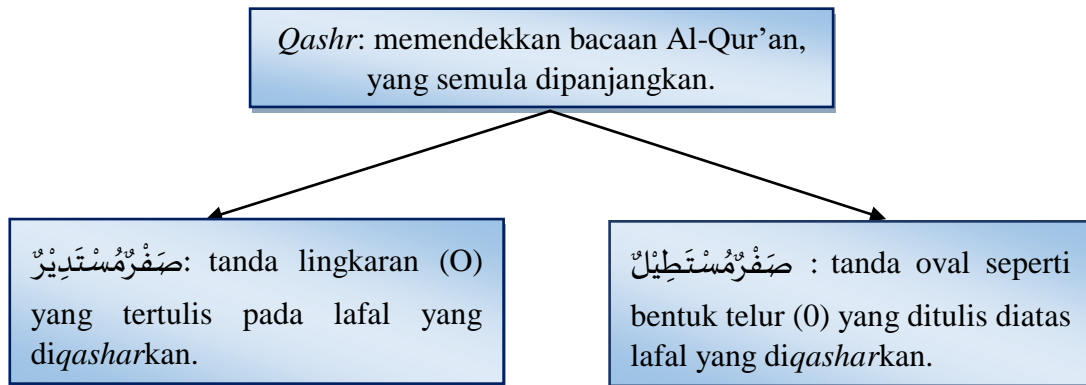 Qashr: memendekkan bacaan Al-Qur’an,
yang semula dipanjangkan.
صَفْرٌمُسْتَدِيْرٌ: tanda lingkaran (O)
yang tertulis pada lafal yang
diqasharkan.
صَفْرٌمُسْتَطِيْلٌ : tanda oval seperti
bentuk telur (0) yang ditulis diatas
lafal yang diqasharkan.